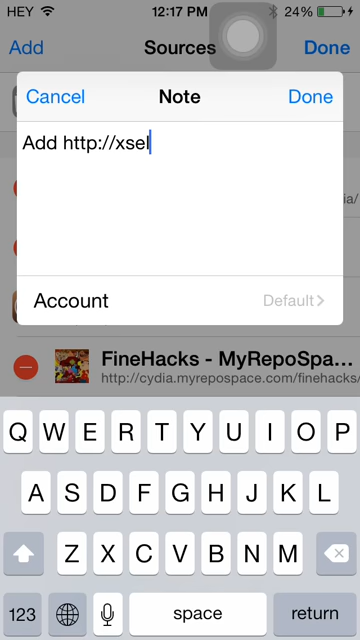 HEY 12:17 PM 24%
Add Sources Done
Cancel Note Done
Add http://xsel
ia/
Account Default
FineHacks - MyRepoSpa...
http://cydia.myrepospace.com/finehacks/
Q W E R T Y U I O P
A S D F G H J K L
Z X C V B N M
123 space return